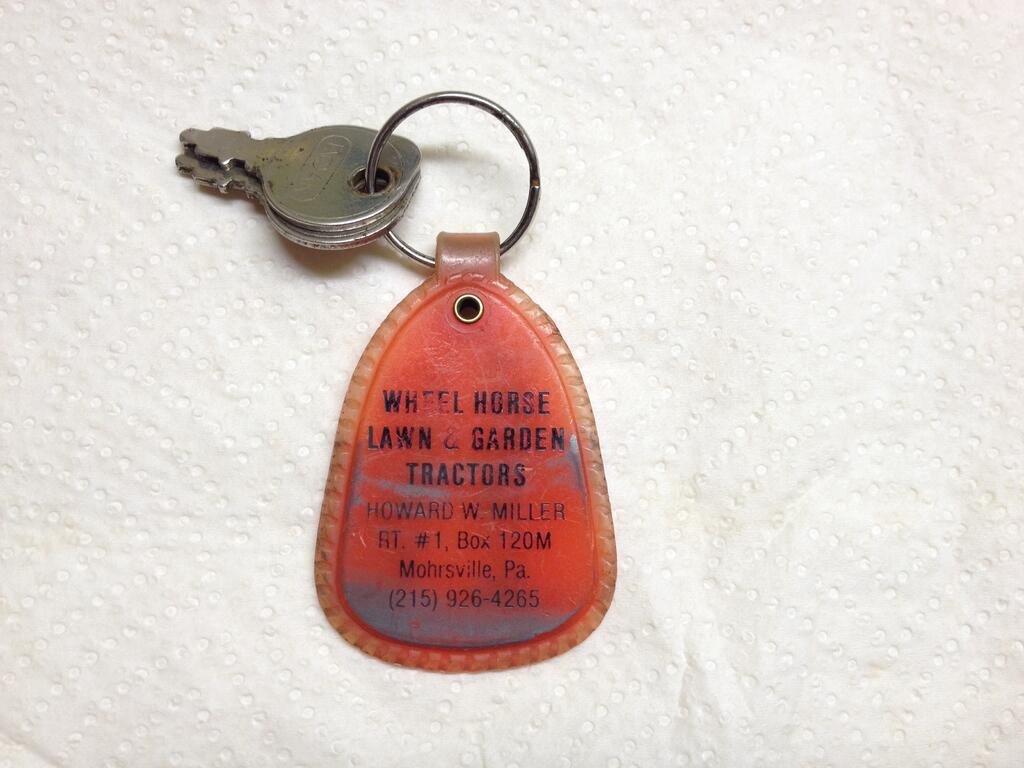 WHEEL HORSE
LAWN & GARDEN
TRACTORS
HOWARD W. MILLER
RT. #1, Box 120M
Mohrsville, Pa.
(215) 926-4265